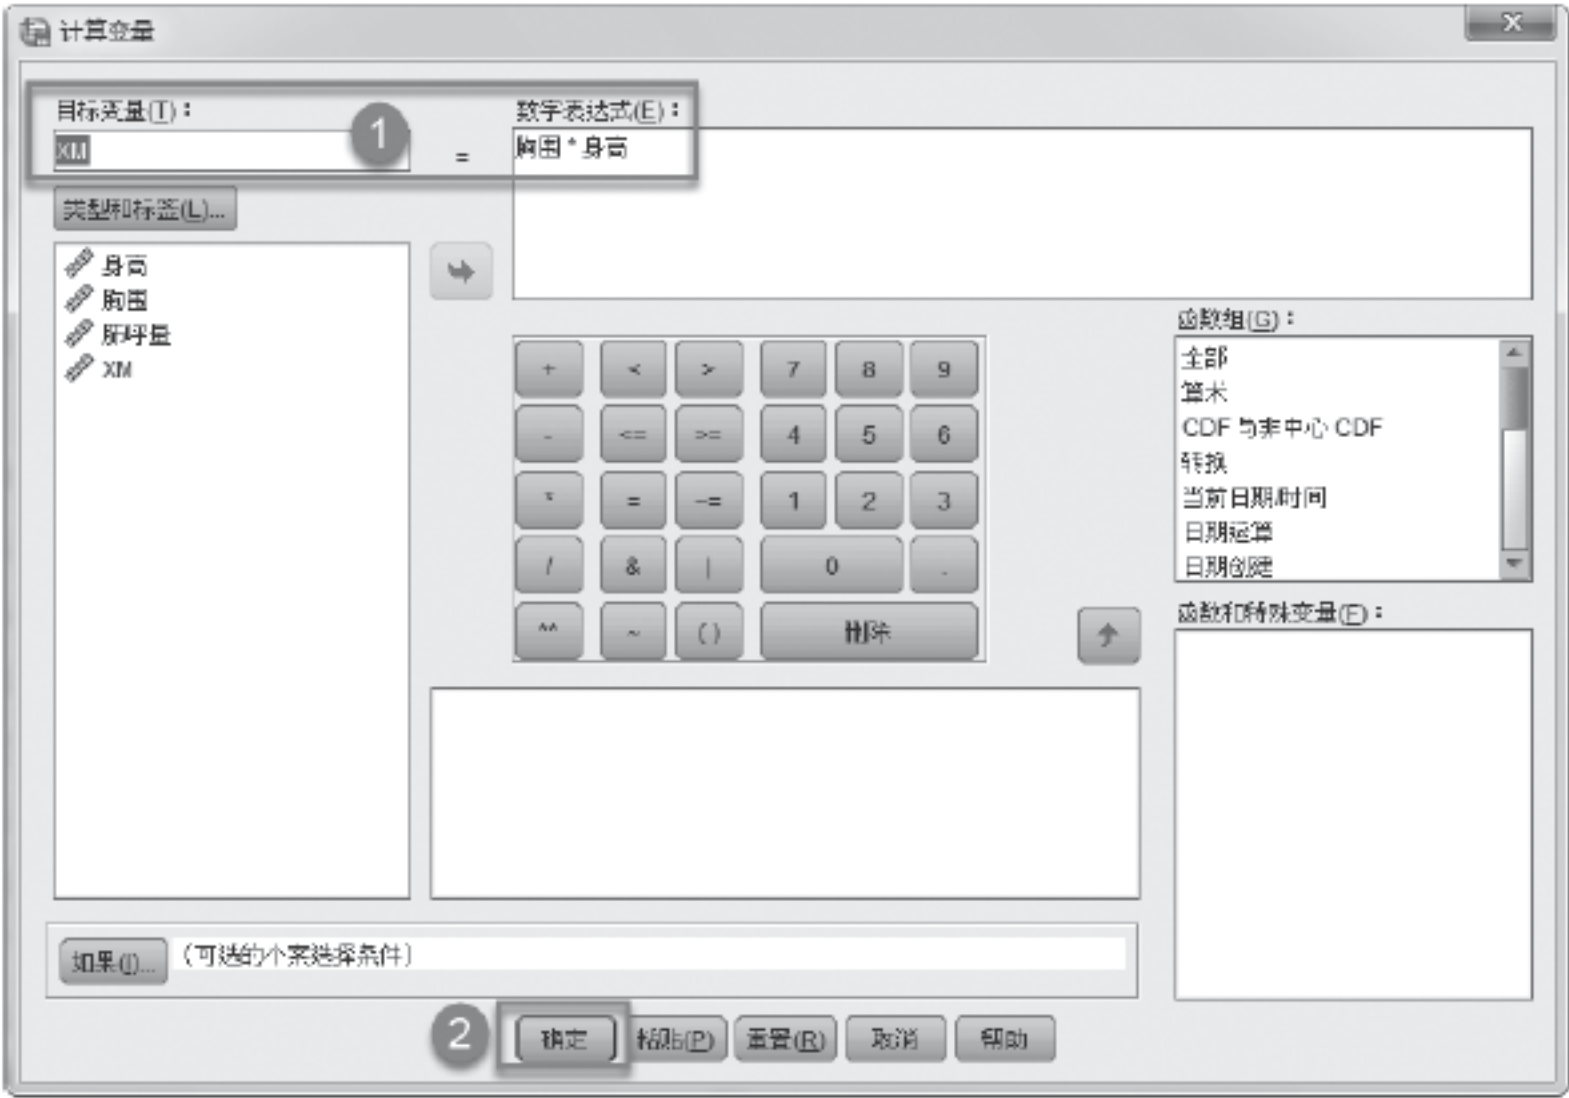 计算变量
X
目标变量(T)：
1
数字表达式(E)：
XM
=
胸围 * 身高
类型和标签(L)...
身高
胸围
肺呼量
XM
+ < > 7 8 9
- <= >= 4 5 6
* = ~= 1 2 3
/ & | 0 .
** ~ () 删除
函数组(G)：
全部
算术
CDF 与非中心 CDF
转换
当前日期/时间
日期运算
日期创建
函数和特殊变量(F)：
如果(I)...
（可选的个案选择条件）
2
确定
粘贴(P)
重置(R)
取消
帮助